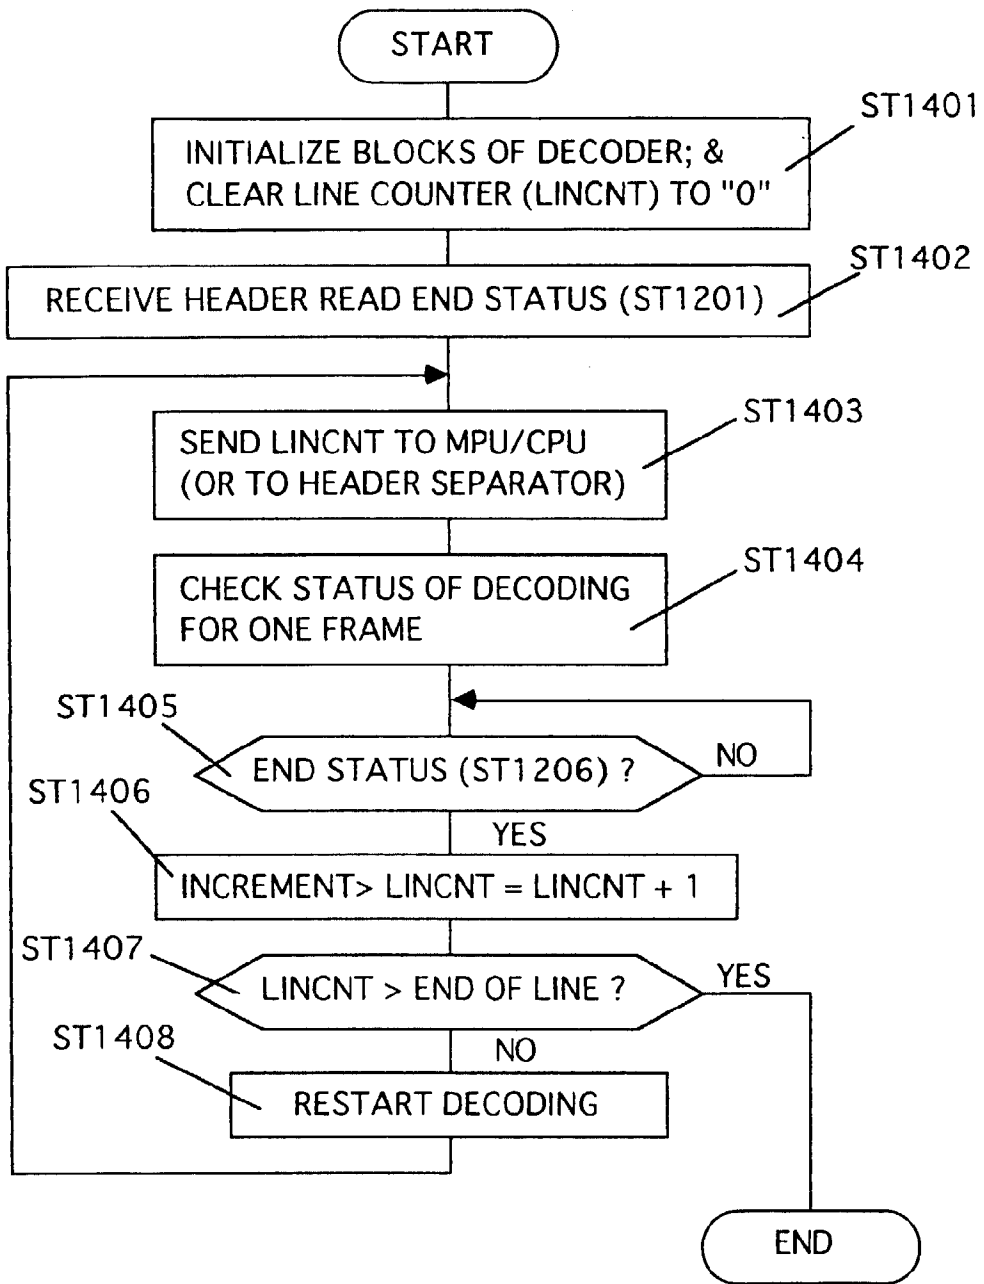 START
ST1401
INITIALIZE BLOCKS OF DECODER; &
CLEAR LINE COUNTER (LINCNT) TO "0"
ST1402
RECEIVE HEADER READ END STATUS (ST1201)
ST1403
SEND LINCNT TO MPU/CPU
(OR TO HEADER SEPARATOR)
ST1404
CHECK STATUS OF DECODING
FOR ONE FRAME
ST1405
END STATUS (ST1206) ?
NO
YES
ST1406
INCREMENT> LINCNT = LINCNT + 1
ST1407
LINCNT > END OF LINE ?
YES
NO
ST1408
RESTART DECODING
END